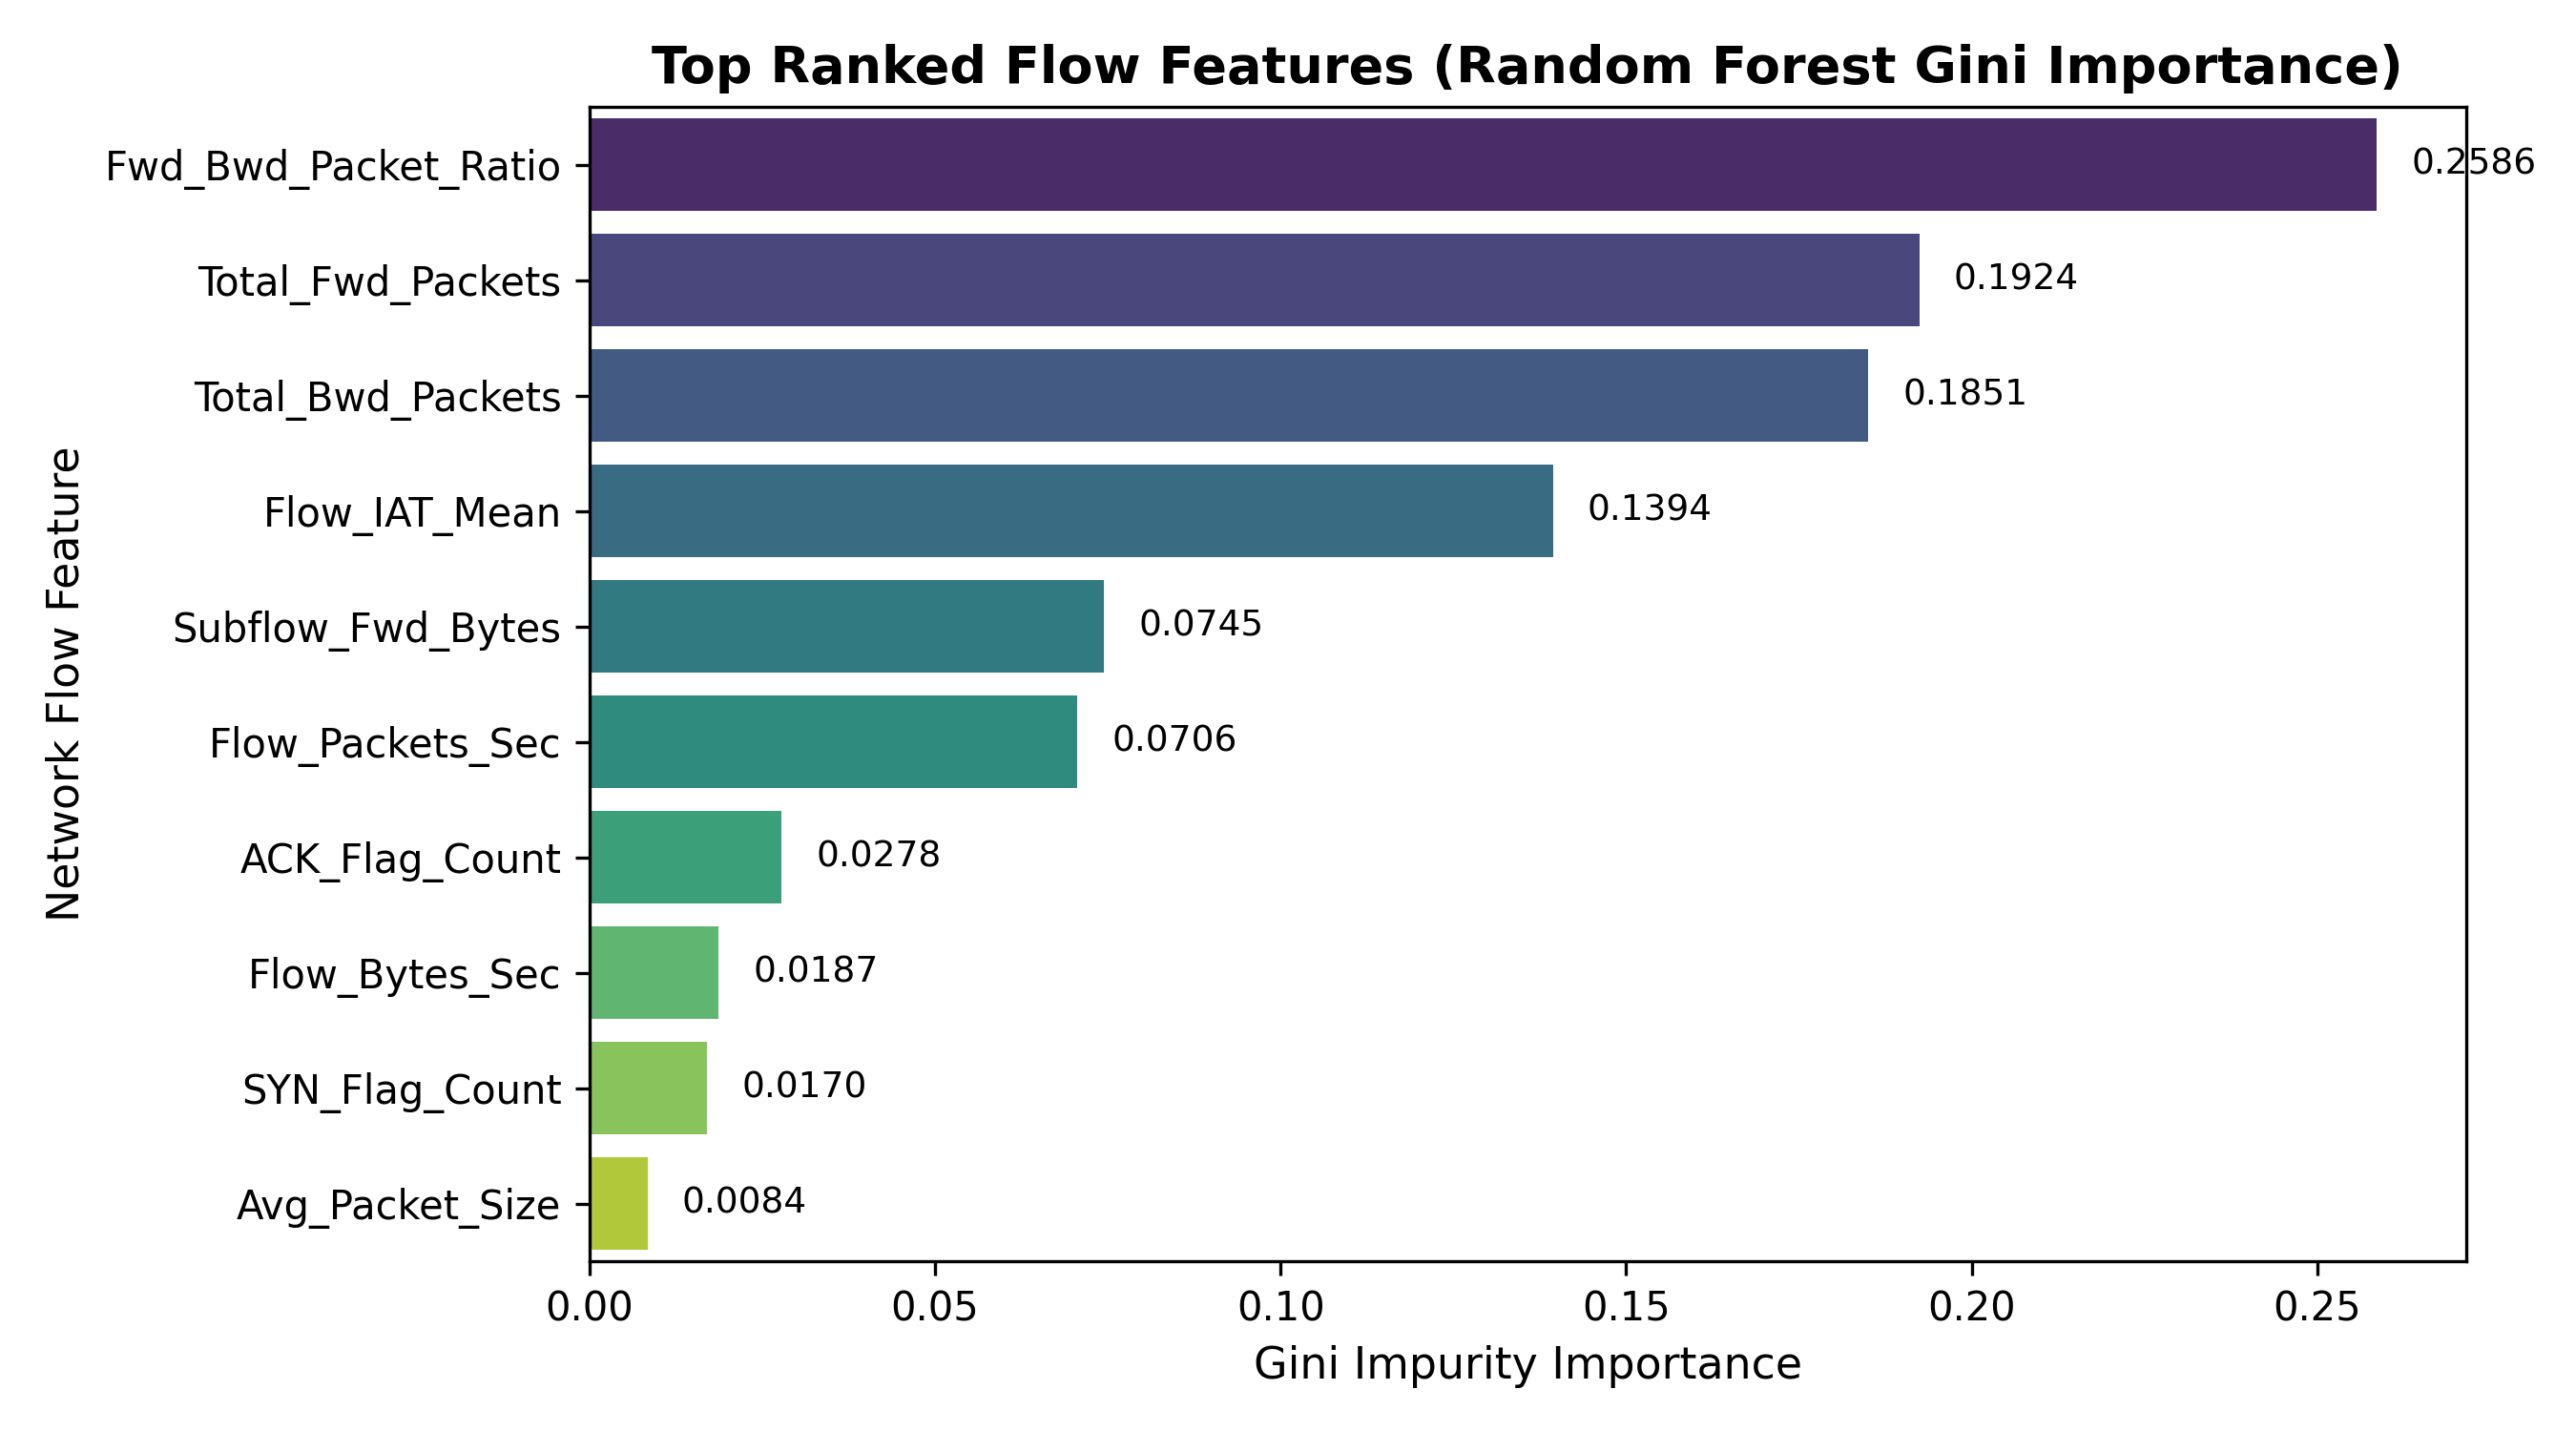 Top Ranked Flow Features (Random Forest Gini Importance)
Network Flow Feature
Fwd_Bwd_Packet_Ratio 0.2586
Total_Fwd_Packets 0.1924
Total_Bwd_Packets 0.1851
Flow_IAT_Mean 0.1394
Subflow_Fwd_Bytes 0.0745
Flow_Packets_Sec 0.0706
ACK_Flag_Count 0.0278
Flow_Bytes_Sec 0.0187
SYN_Flag_Count 0.0170
Avg_Packet_Size 0.0084
0.00 0.05 0.10 0.15 0.20 0.25
Gini Impurity Importance